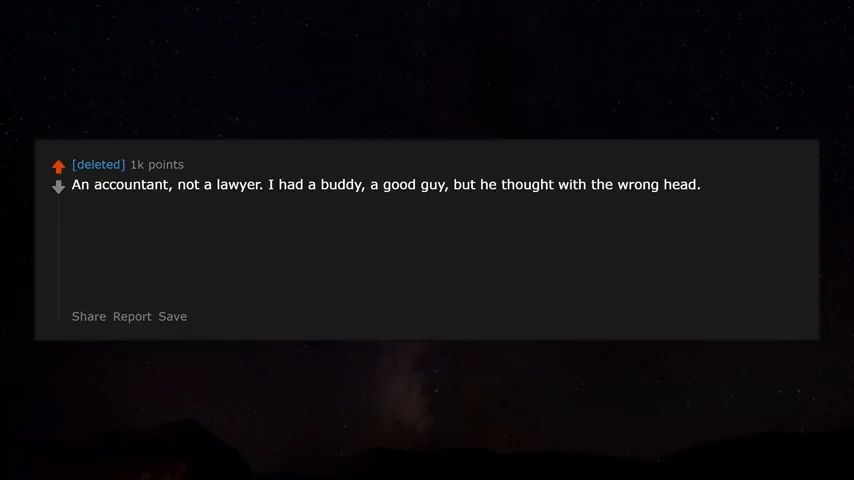 [deleted] 1k points
An accountant, not a lawyer. I had a buddy, a good guy, but he thought with the wrong head.
Share Report Save